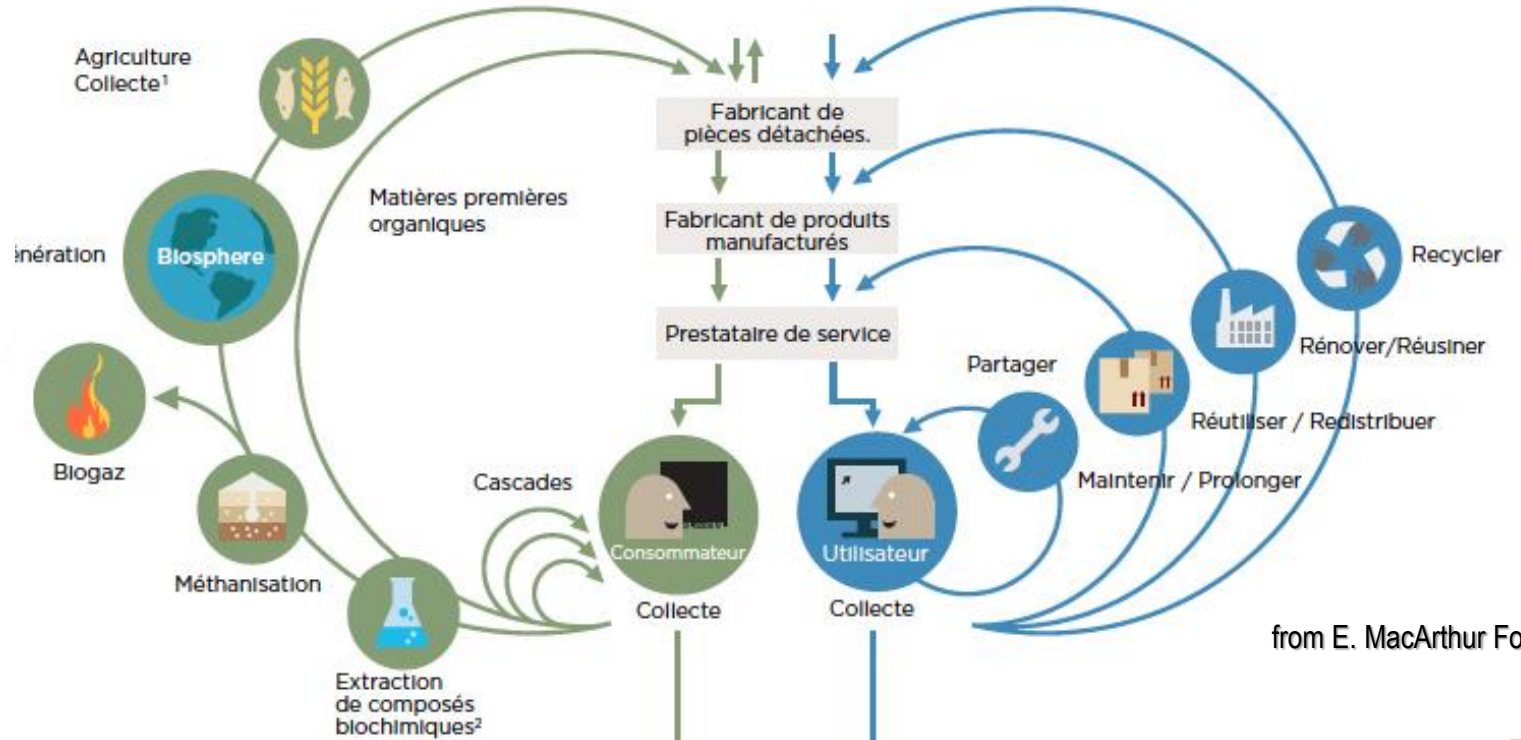 Agriculture
Collecte¹
Fabricant de
pièces détachées.
Matières premières
organiques
Fabricant de produits
manufacturés
énération
Biosphere
Recycler
Prestataire de service
Rénover/Réusiner
Partager
Réutiliser / Redistribuer
Biogaz
Cascades
Maintenir / Prolonger
Consommateur
Utilisateur
Méthanisation
Collecte
Collecte
from E. MacArthur Fo
Extraction
de composés
biochimiques²